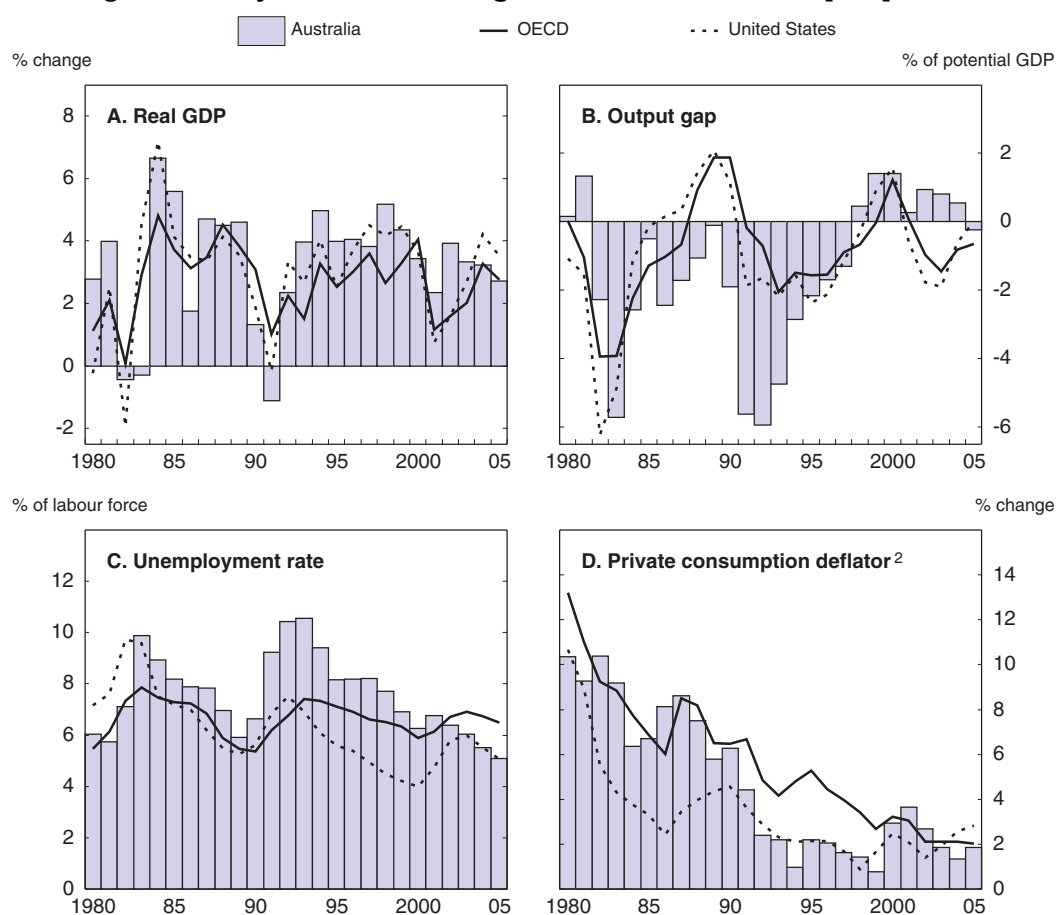 Australia OECD United States
% change % of potential GDP
A. Real GDP
8
6
4
2
0
-2
1980 85 90 95 2000 05
B. Output gap
2
0
-2
-4
-6
1980 85 90 95 2000 05
% of labour force % change
C. Unemployment rate
12
10
8
6
4
2
0
1980 85 90 95 2000 05
D. Private consumption deflator 2
14
12
10
8
6
4
2
0
1980 85 90 95 2000 05